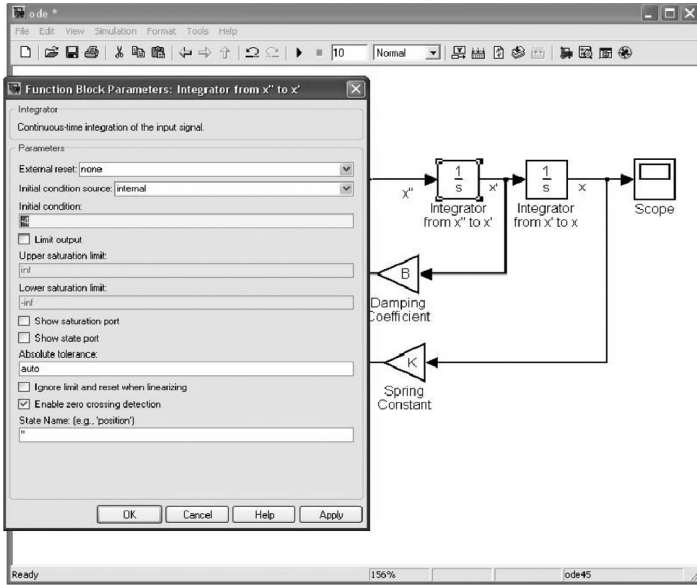 ode *
File Edit View Simulation Format Tools Help
10 Normal
Function Block Parameters: Integrator from x" to x'
Integrator
Continuous-time integration of the input signal.
Parameters
External reset: none
Initial condition source: internal
Initial condition:
Limit output
Upper saturation limit:
inf
Lower saturation limit:
-inf
Show saturation port
Show state port
Absolute tolerance:
auto
Ignore limit and reset when linearizing
Enable zero crossing detection
State Name: (e.g., 'position')
''
OK Cancel Help Apply
x" 1 s x' 1 s x
Integrator from x" to x'
Integrator from x' to x
Scope
B
Damping
Coefficient
K
Spring
Constant
Ready 156% ode45